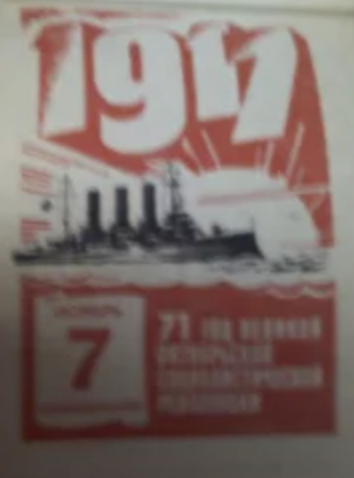 1917
НОЯБРЬ
7
71 ГОД ВЕЛИКОЙ
ОКТЯБРЬСКОЙ
СОЦИАЛИСТИЧЕСКОЙ
РЕВОЛЮЦИИ